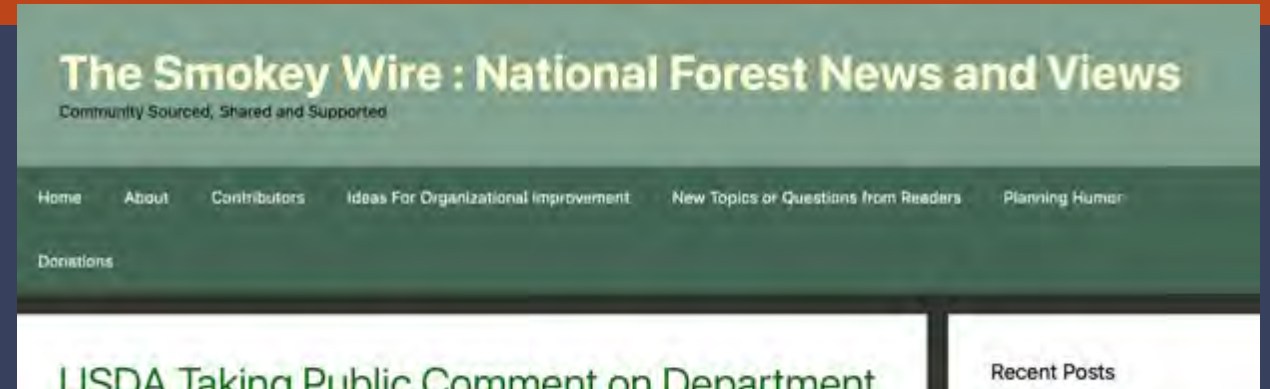 The Smokey Wire : National Forest News and Views
Community Sourced, Shared and Supported
Home About Contributors Ideas For Organizational Improvement New Topics or Questions from Readers Planning Humor
Donations
USDA Taking Public Comment on Department
Recent Posts